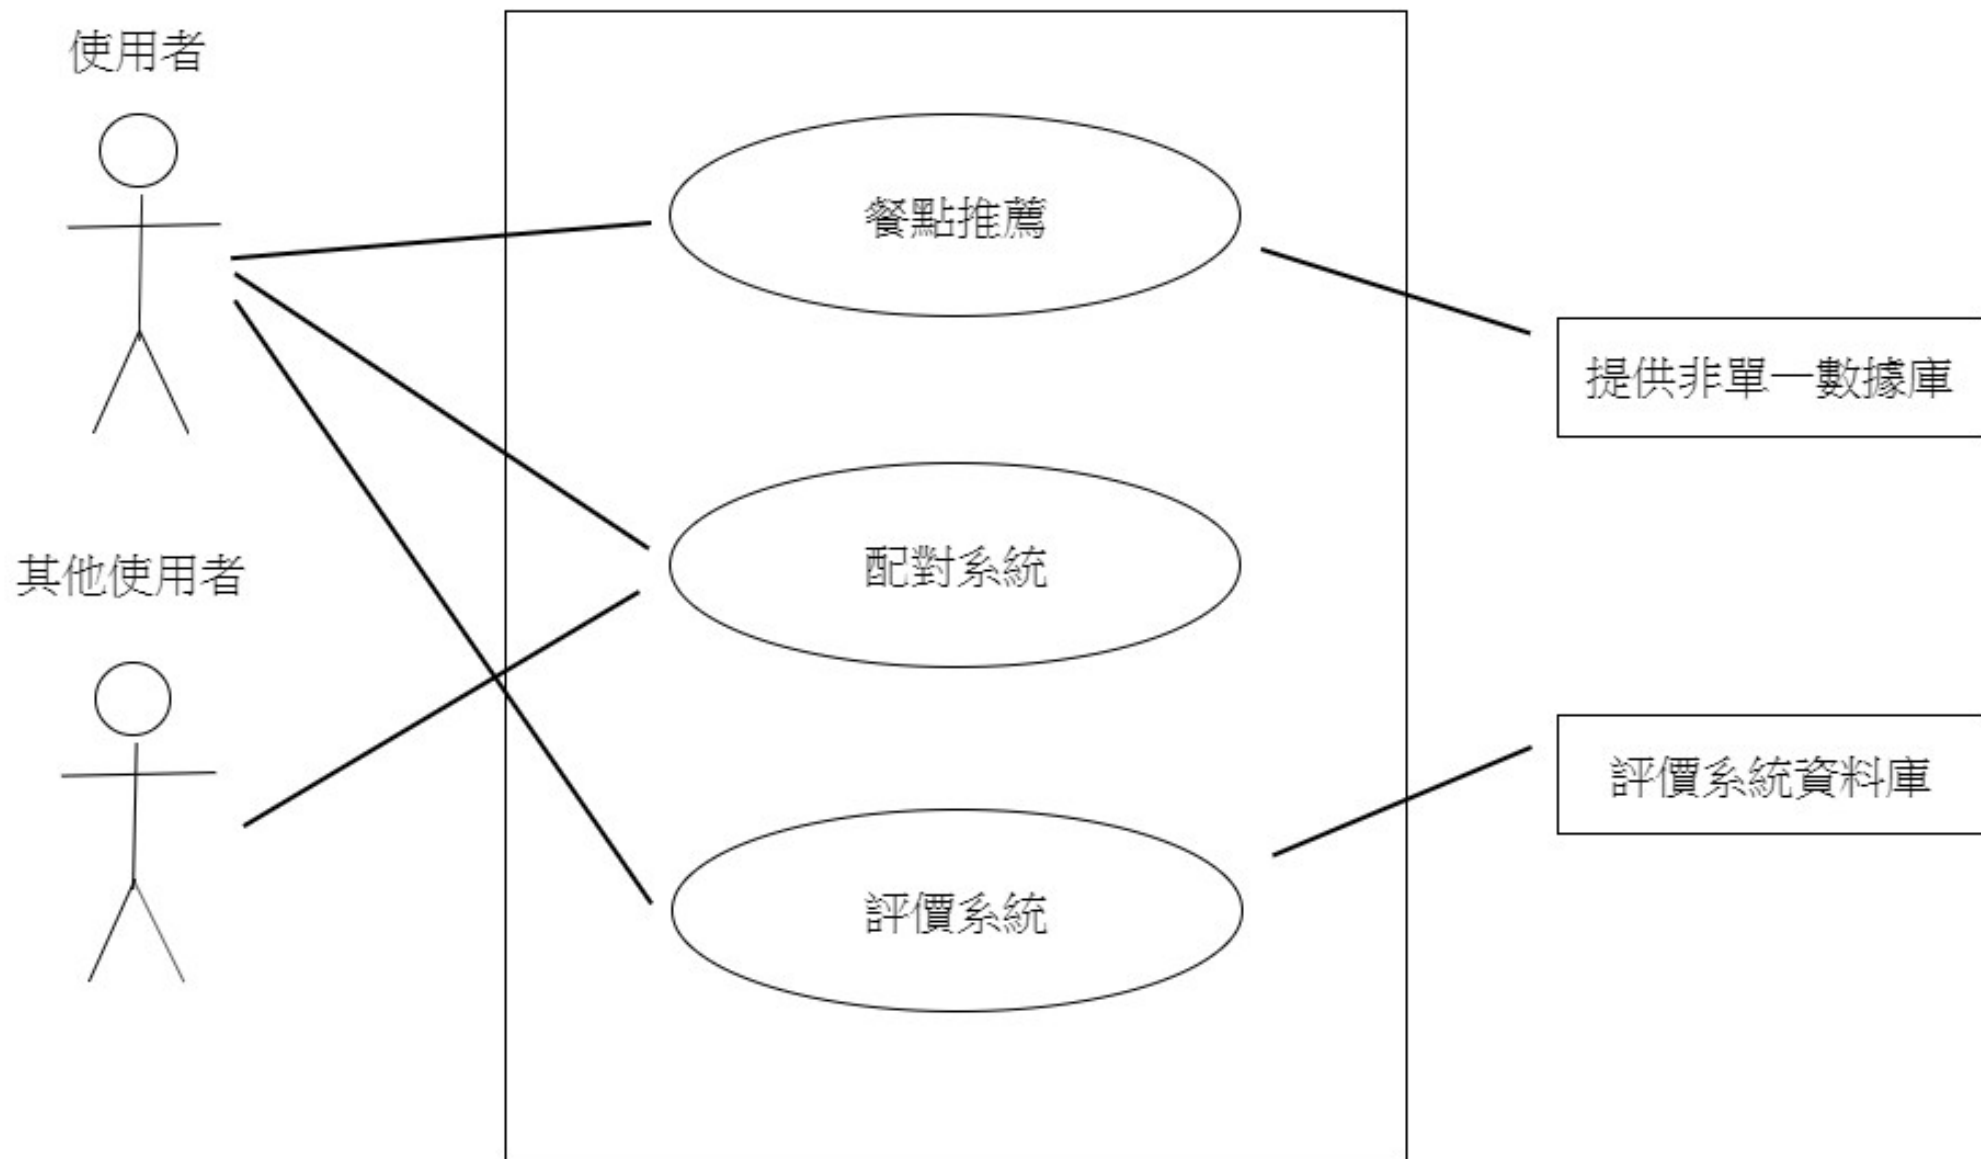 使用者
餐點推薦
提供非單一數據庫
配對系統
其他使用者
評價系統資料庫
評價系統